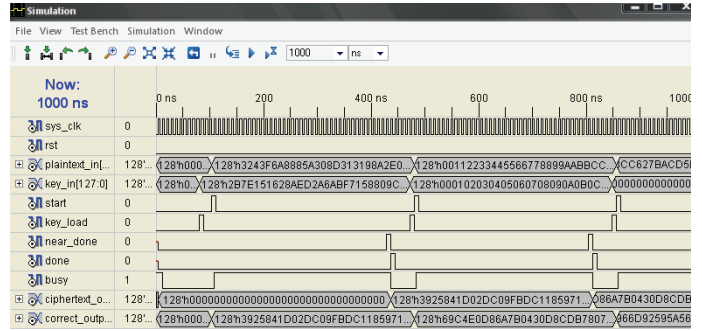 Simulation
File View Test Bench Simulation Window
1000 ns
Now:
1000 ns
0 ns 200 400 ns 600 800 ns 1000
sys_clk 0
rst 0
plaintext_in[... 128'... 128'h000... 128'h3243F6A8885A308D313198A2E0... 128'h00112233445566778899AABBCC... CC627BACD5
key_in[127:0] 128'... 128'h0... 128'h2B7E151628AED2A6ABF7158809C... 128'h000102030405060708090A0B0C... 0000000000000
start 0
key_load 0
near_done 0
done 0
busy 1
ciphertext_o... 128'... 128'h00000000000000000000000000000000 128'h3925841D02DC09FBDC1185971... 086A7B0430D8CDB
correct_outp... 128'... 128'h000... 128'h3925841D02DC09FBDC1185971... 128'h69C4E0D86A7B0430D8CDB7807... 966D92595A56